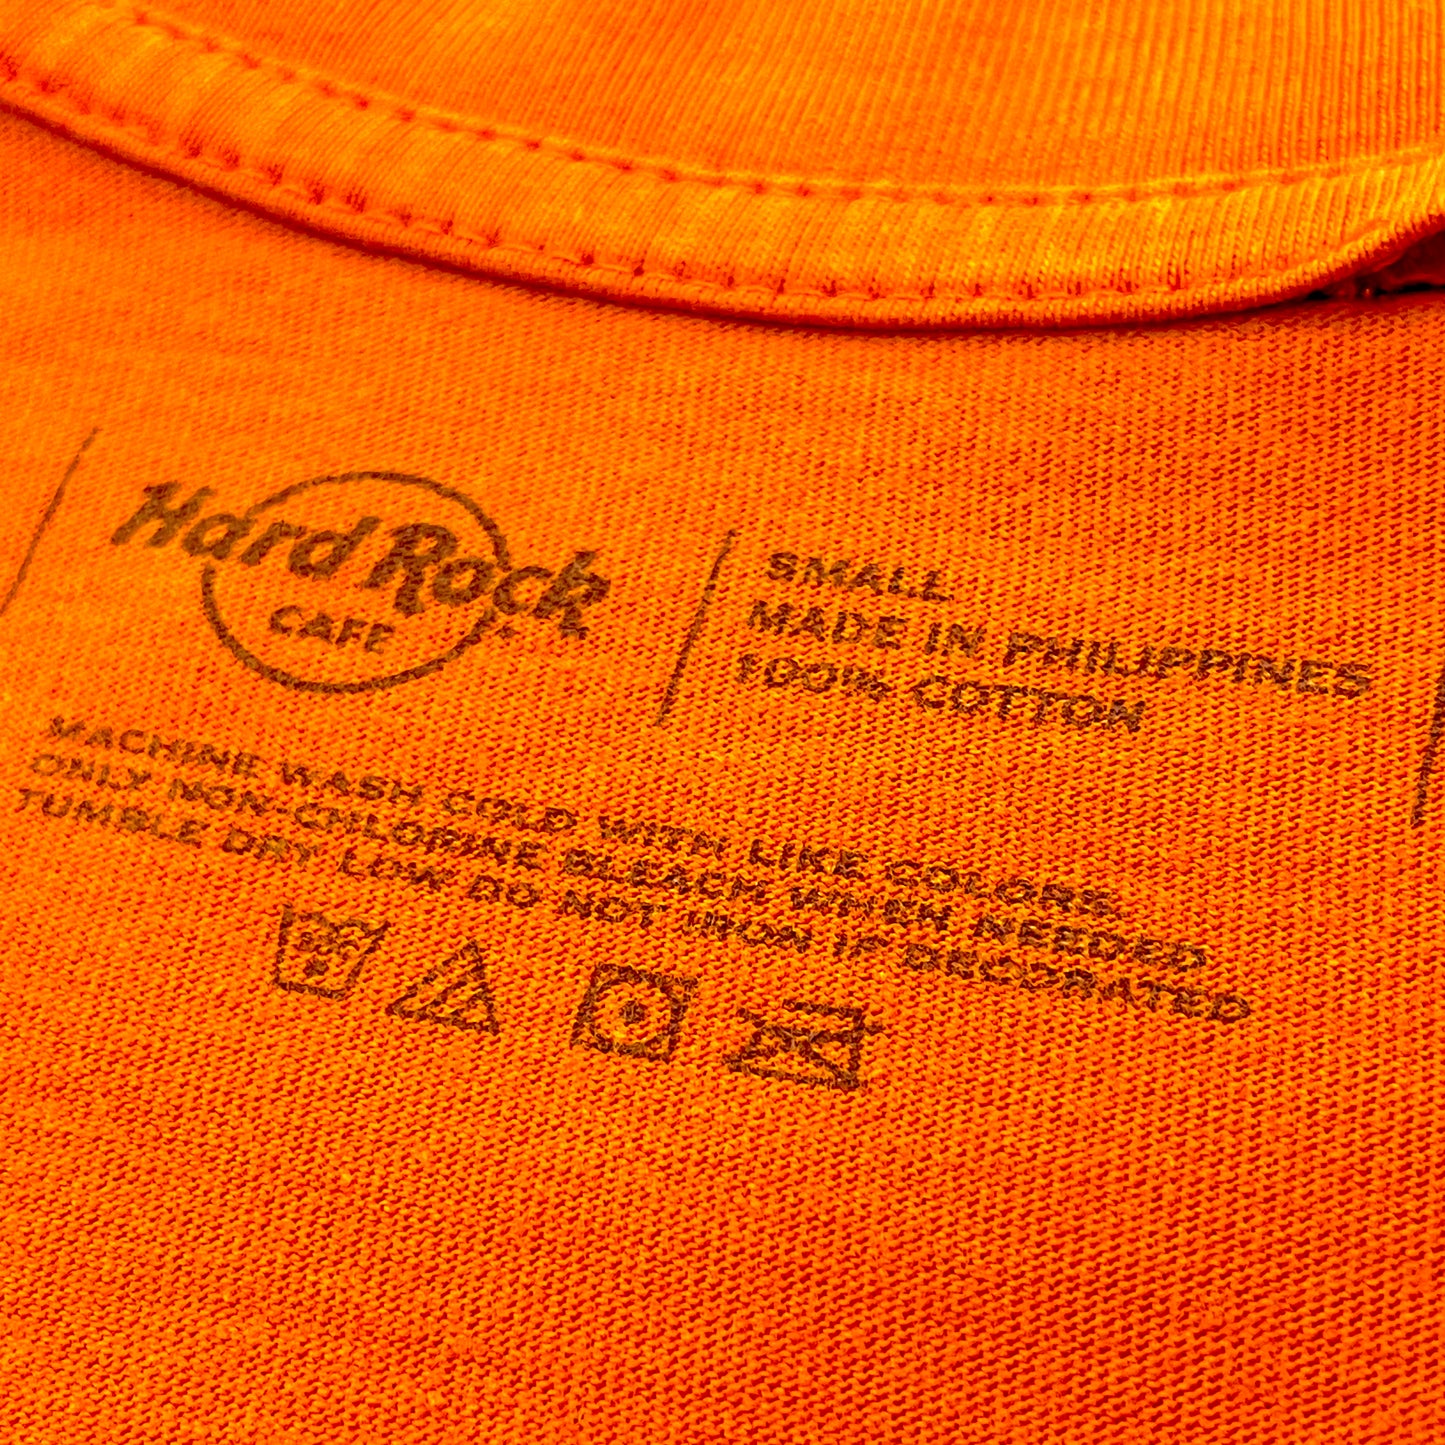 Hard Rock
CAFE
SMALL
MADE IN PHILIPPINES
100% COTTON
MACHINE WASH COLD WITH LIKE COLORS.
ONLY NON-CHLORINE BLEACH WHEN NEEDED
TUMBLE DRY LOW DO NOT IRON IF DECORATED